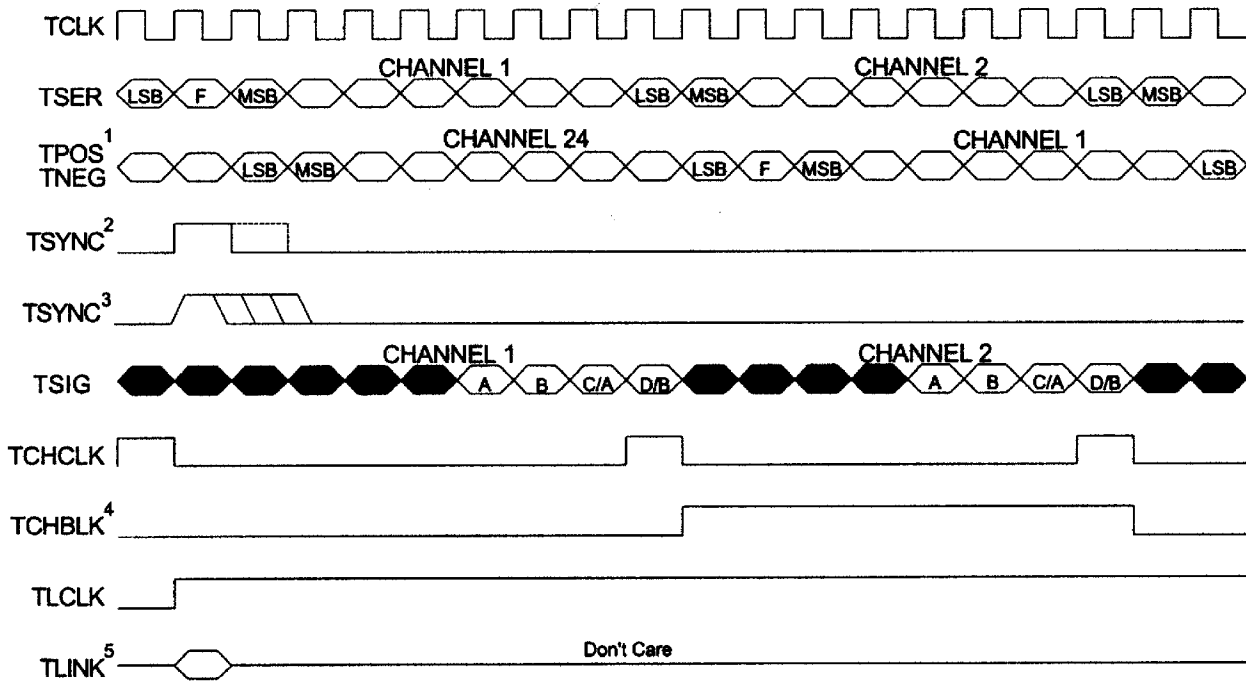 TCLK
CHANNEL 1 CHANNEL 2
TSER LSB F MSB LSB MSB LSB MSB
CHANNEL 24 CHANNEL 1
TPOS1
TNEG LSB MSB LSB F MSB LSB
TSYNC2
TSYNC3
CHANNEL 1 CHANNEL 2
TSIG A B C/A D/B A B C/A D/B
TCHCLK
TCHBLK4
TLCLK
Don't Care
TLINK5